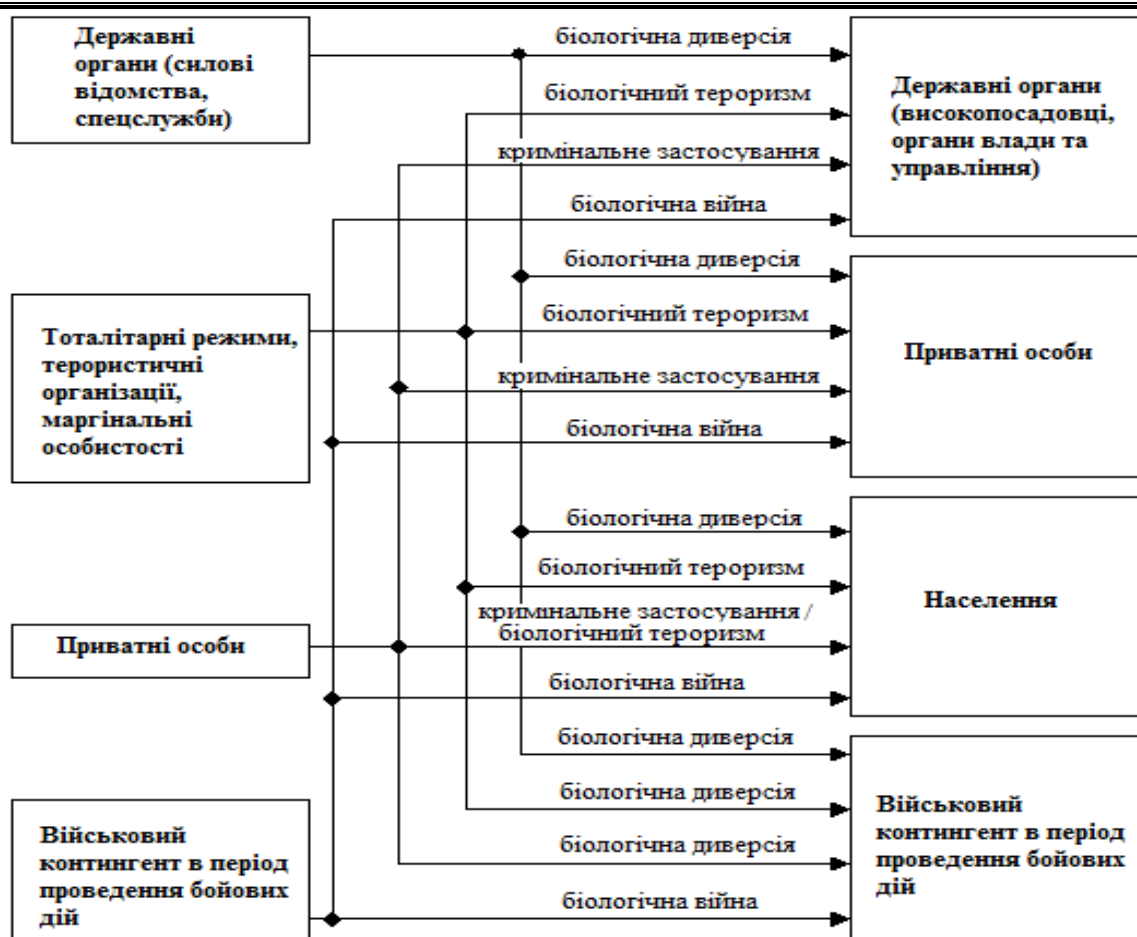 Державні
органи (силові
відомства,
спецслужби)
біологічна диверсія
біологічний тероризм
кримінальне застосування
біологічна війна
Державні органи
(високопосадовці,
органи влади та
управління)
Тоталітарні режими,
терористичні
організації,
маргінальні
особистості
біологічна диверсія
біологічний тероризм
кримінальне застосування
біологічна війна
Приватні особи
Приватні особи
біологічна диверсія
біологічний тероризм
кримінальне застосування /
біологічний тероризм
біологічна війна
Населення
Військовий
контингент в період
проведення бойових
дій
біологічна диверсія
біологічна диверсія
біологічна диверсія
біологічна війна
Військовий
контингент в період
проведення бойових
дій